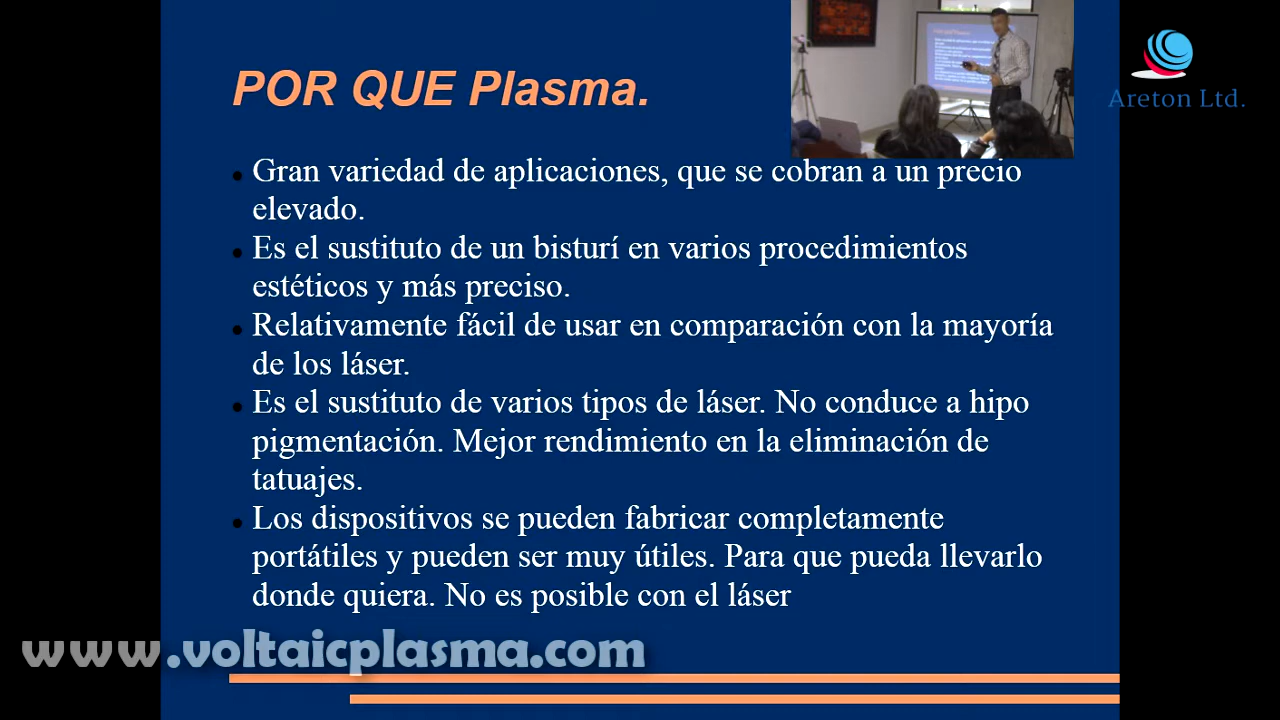 POR QUE Plasma.
Areton Ltd.
Gran variedad de aplicaciones, que se cobran a un precio
elevado.
Es el sustituto de un bisturí en varios procedimientos
estéticos y más preciso.
Relativamente fácil de usar en comparación con la mayoría
de los láser.
Es el sustituto de varios tipos de láser. No conduce a hipo
pigmentación. Mejor rendimiento en la eliminación de
tatuajes.
Los dispositivos se pueden fabricar completamente
portátiles y pueden ser muy útiles. Para que pueda llevarlo
donde quiera. No es posible con el láser
www.voltaicplasma.com